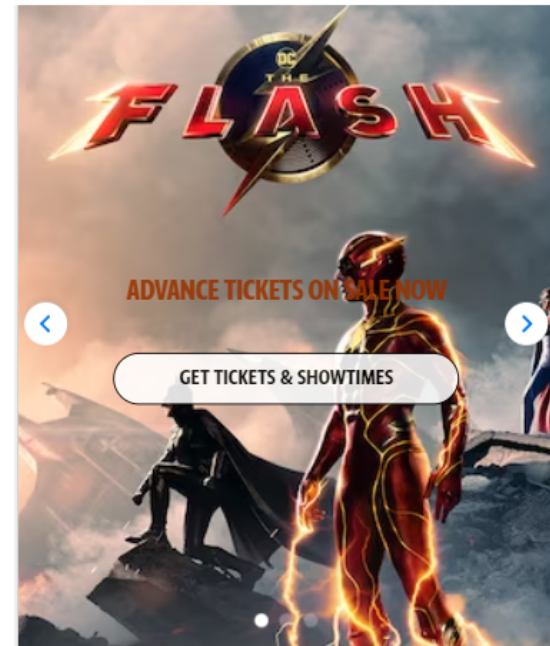 DC
THE
FLASH
ADVANCE TICKETS ON SALE NOW
GET TICKETS & SHOWTIMES